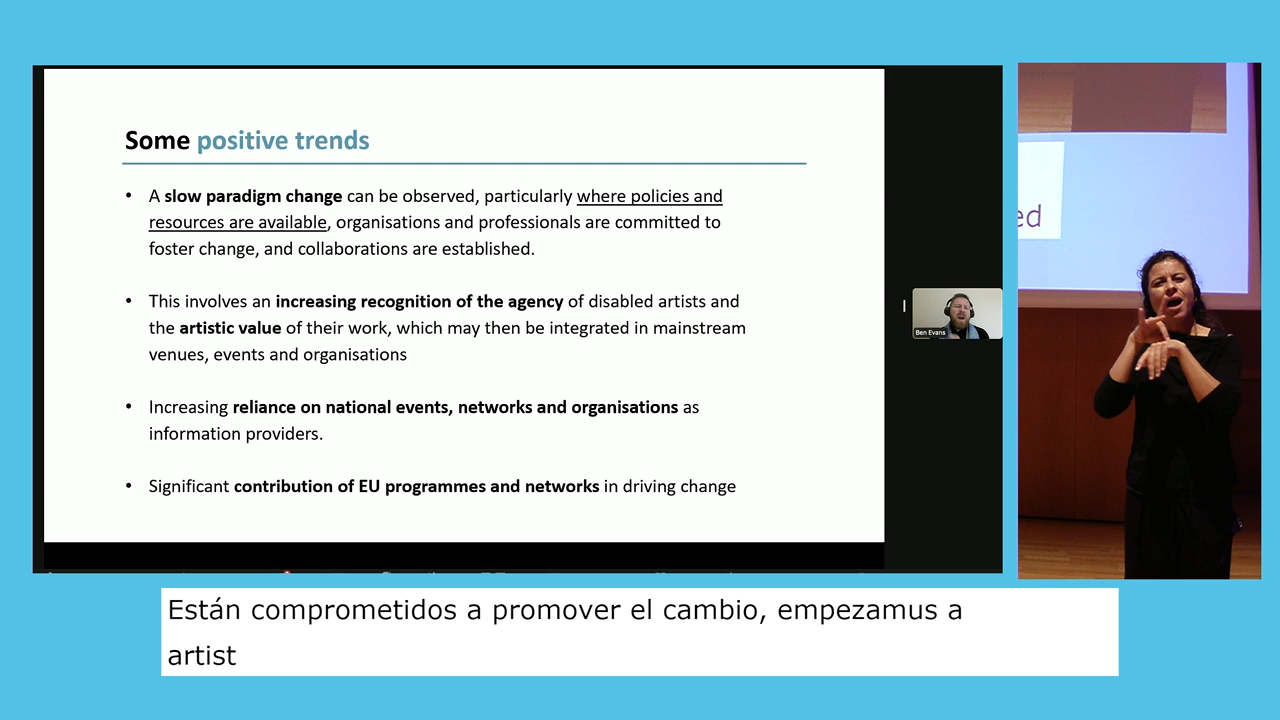 Some positive trends
• A slow paradigm change can be observed, particularly where policies and
resources are available, organisations and professionals are committed to
foster change, and collaborations are established.
• This involves an increasing recognition of the agency of disabled artists and
the artistic value of their work, which may then be integrated in mainstream
venues, events and organisations
• Increasing reliance on national events, networks and organisations as
information providers.
• Significant contribution of EU programmes and networks in driving change
Ben Evans
ed
Están comprometidos a promover el cambio, empezamus a
artist